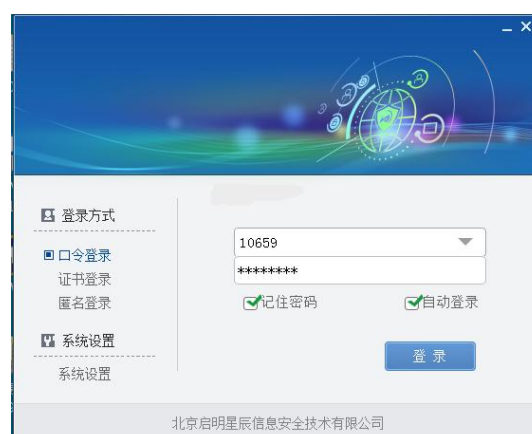 登录方式
口令登录
证书登录
匿名登录
系统设置
系统设置
10659
********
记住密码
自动登录
登 录
北京启明星辰信息安全技术有限公司